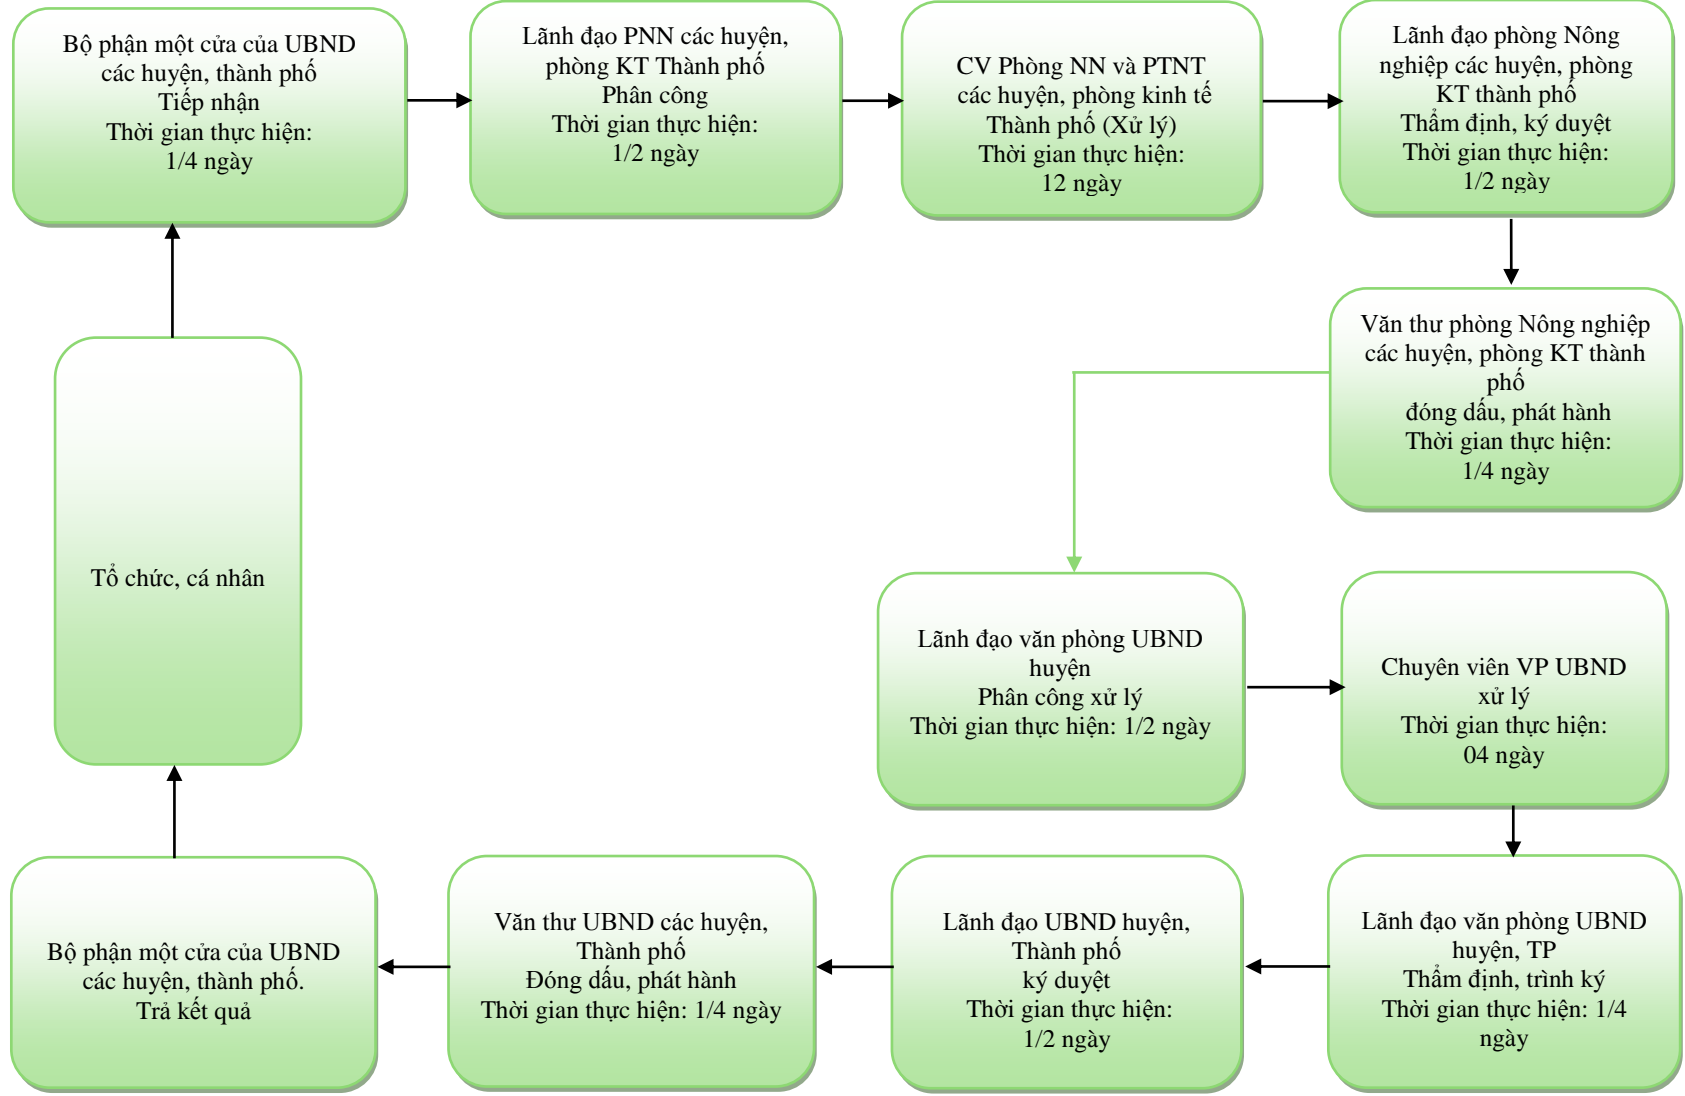 Bộ phận một cửa của UBND
các huyện, thành phố
Tiếp nhận
Thời gian thực hiện:
1/4 ngày
Lãnh đạo PNN các huyện,
phòng KT Thành phố
Phân công
Thời gian thực hiện:
1/2 ngày
CV Phòng NN và PTNT
các huyện, phòng kinh tế
Thành phố (Xử lý)
Thời gian thực hiện:
12 ngày
Lãnh đạo phòng Nông
nghiệp các huyện, phòng
KT thành phố
Thẩm định, ký duyệt
Thời gian thực hiện:
1/2 ngày
Văn thư phòng Nông nghiệp
các huyện, phòng KT thành
phố
đóng dấu, phát hành
Thời gian thực hiện:
1/4 ngày
Tổ chức, cá nhân
Lãnh đạo văn phòng UBND
huyện
Phân công xử lý
Thời gian thực hiện: 1/2 ngày
Chuyên viên VP UBND
xử lý
Thời gian thực hiện:
04 ngày
Lãnh đạo văn phòng UBND
huyện, TP
Thẩm định, trình ký
Thời gian thực hiện: 1/4
ngày
Lãnh đạo UBND huyện,
Thành phố
ký duyệt
Thời gian thực hiện:
1/2 ngày
Văn thư UBND các huyện,
Thành phố
Đóng dấu, phát hành
Thời gian thực hiện: 1/4 ngày
Bộ phận một cửa của UBND
các huyện, thành phố.
Trả kết quả